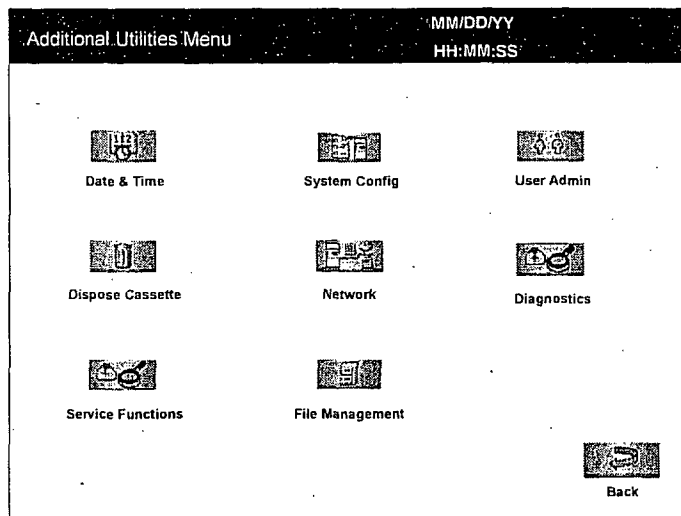 Additional Utilities Menu
MM/DD/YY
HH:MM:SS
Date & Time
System Config
User Admin
Dispose Cassette
Network
Diagnostics
Service Functions
File Management
Back